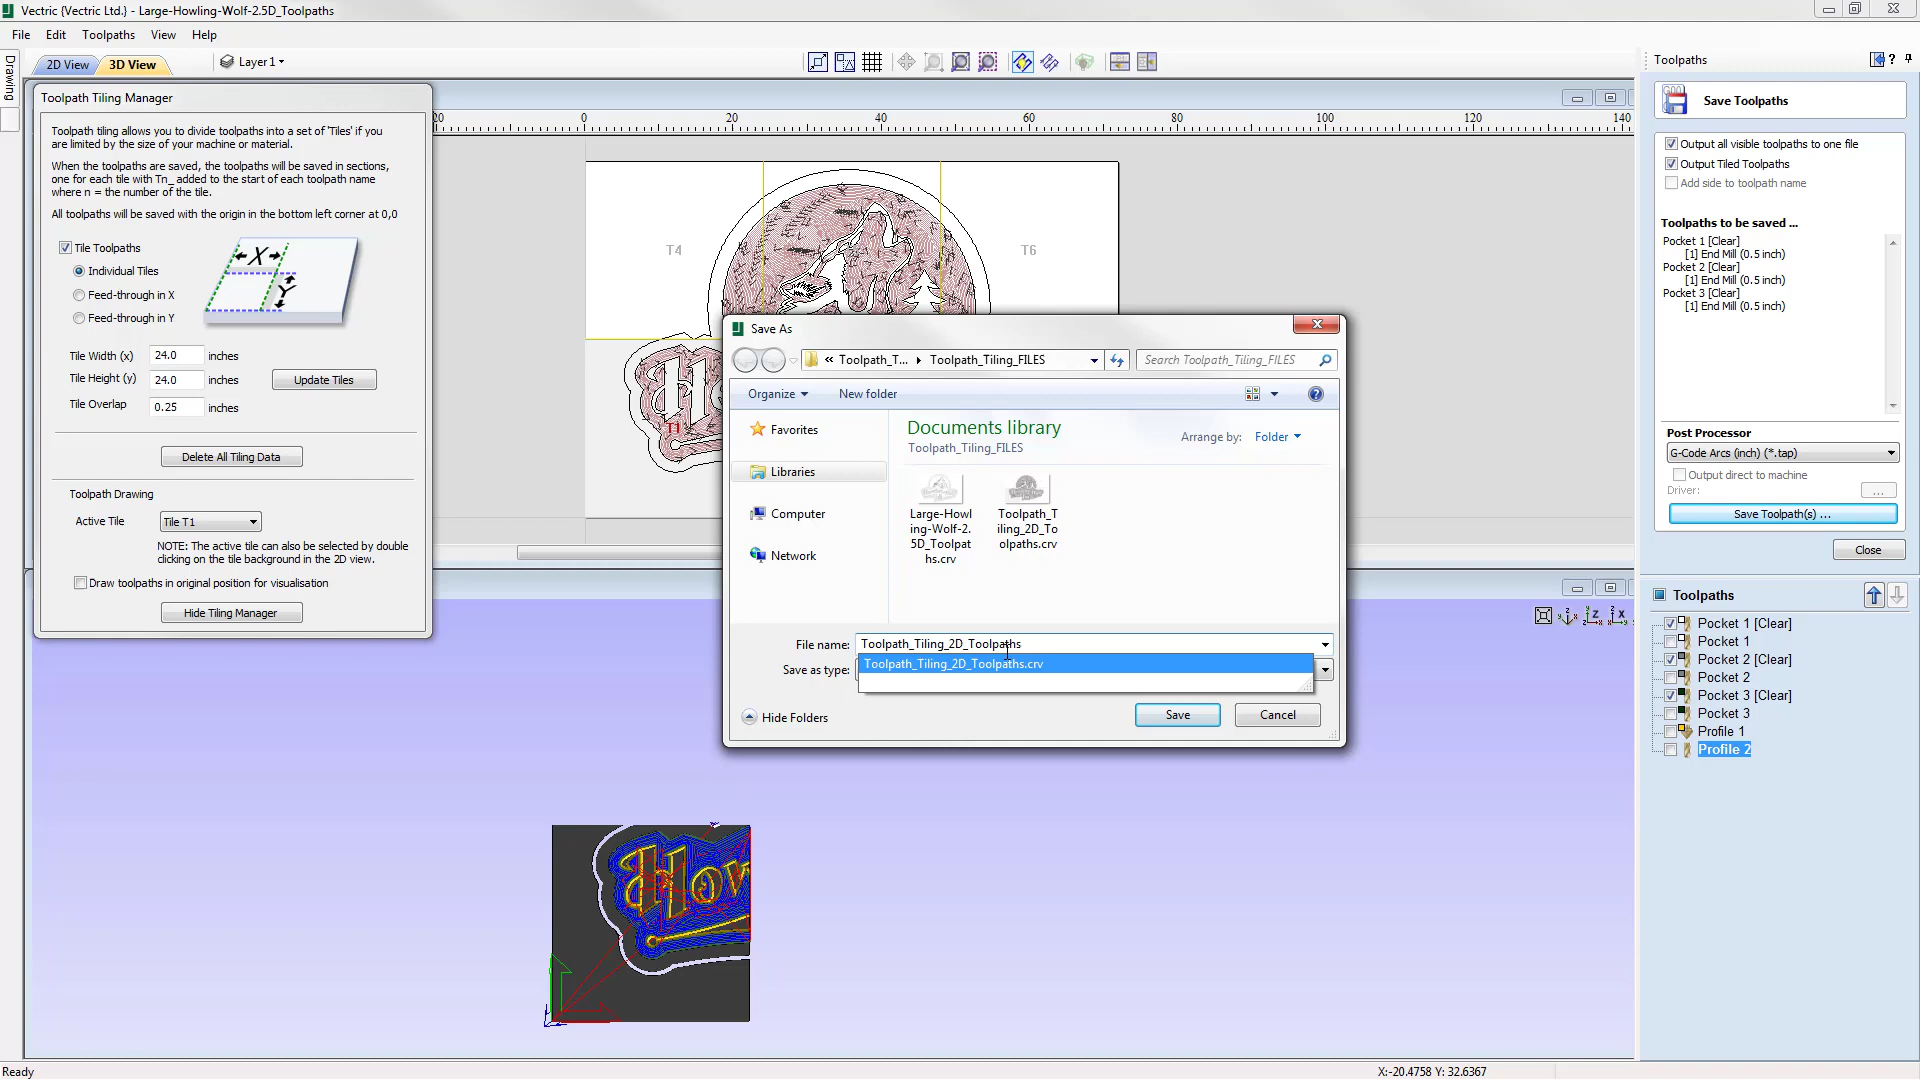 Vectric {Vectric Ltd.} - Large-Howling-Wolf-2.5D_Toolpaths
File Edit Toolpaths View Help
Drawing
2D View 3D View Layer 1
Toolpath Tiling Manager
Toolpath tiling allows you to divide toolpaths into a set of 'Tiles' if you
are limited by the size of your machine or material.
When the toolpaths are saved, the toolpaths will be saved in sections,
one for each tile with Tn_ added to the start of each toolpath name
where n = the number of the tile.
All toolpaths will be saved with the origin in the bottom left corner at 0,0
Tile Toolpaths
Individual Tiles
Feed-through in X
Feed-through in Y
X
Y
Tile Width (x) 24.0 inches
Tile Height (y) 24.0 inches
Update Tiles
Tile Overlap 0.25 inches
Delete All Tiling Data
Toolpath Drawing
Active Tile Tile T1
NOTE: The active tile can also be selected by double
clicking on the tile background in the 2D view.
Draw toolpaths in original position for visualisation
Hide Tiling Manager
20 0 20 40 60 80 100 120 140
T4 T6
T1
Save As
« Toolpath_T... Toolpath_Tiling_FILES
Search Toolpath_Tiling_FILES
Organize New folder
Favorites
Libraries
Computer
Network
Documents library
Toolpath_Tiling_FILES
Arrange by: Folder
Large-Howl
ing-Wolf-2.
5D_Toolpat
hs.crv
Toolpath_T
iling_2D_To
olpaths.crv
File name: Toolpath_Tiling_2D_Toolpaths
Toolpath_Tiling_2D_Toolpaths.crv
Save as type:
Hide Folders
Save Cancel
Toolpaths
Save Toolpaths
Output all visible toolpaths to one file
Output Tiled Toolpaths
Add side to toolpath name
Toolpaths to be saved ...
Pocket 1 [Clear]
[1] End Mill (0.5 inch)
Pocket 2 [Clear]
[1] End Mill (0.5 inch)
Pocket 3 [Clear]
[1] End Mill (0.5 inch)
Post Processor
G-Code Arcs (inch) (*.tap)
Output direct to machine
Driver: ...
Save Toolpath(s) ...
Close
Toolpaths
Pocket 1 [Clear]
Pocket 1
Pocket 2 [Clear]
Pocket 2
Pocket 3 [Clear]
Pocket 3
Profile 1
Profile 2
Ready
X:-20.4758 Y: 32.6367